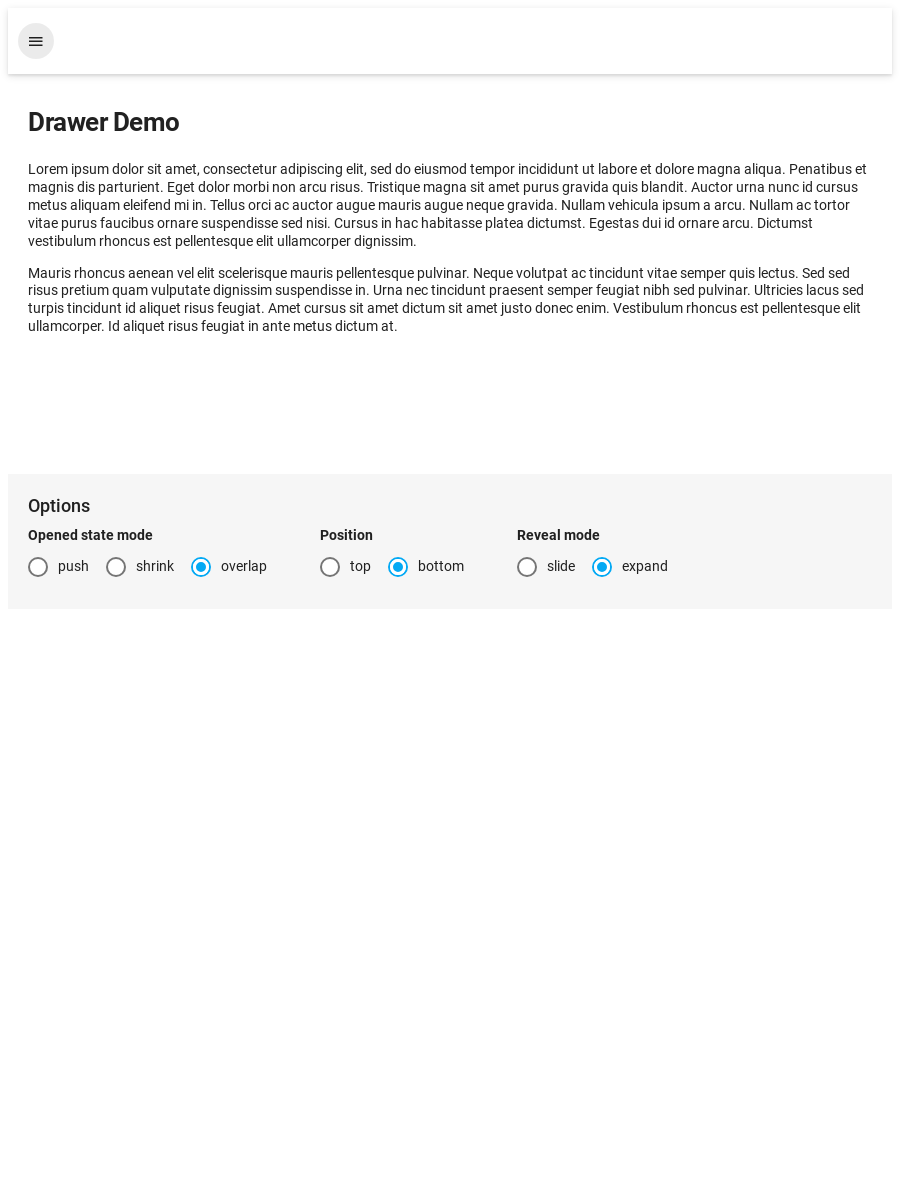 Drawer Demo
Lorem ipsum dolor sit amet, consectetur adipiscing elit, sed do eiusmod tempor incididunt ut labore et dolore magna aliqua. Penatibus et
magnis dis parturient. Eget dolor morbi non arcu risus. Tristique magna sit amet purus gravida quis blandit. Auctor urna nunc id cursus
metus aliquam eleifend mi in. Tellus orci ac auctor augue mauris augue neque gravida. Nullam vehicula ipsum a arcu. Nullam ac tortor
vitae purus faucibus ornare suspendisse sed nisi. Cursus in hac habitasse platea dictumst. Egestas dui id ornare arcu. Dictumst
vestibulum rhoncus est pellentesque elit ullamcorper dignissim.
Mauris rhoncus aenean vel elit scelerisque mauris pellentesque pulvinar. Neque volutpat ac tincidunt vitae semper quis lectus. Sed sed
risus pretium quam vulputate dignissim suspendisse in. Urna nec tincidunt praesent semper feugiat nibh sed pulvinar. Ultricies lacus sed
turpis tincidunt id aliquet risus feugiat. Amet cursus sit amet dictum sit amet justo donec enim. Vestibulum rhoncus est pellentesque elit
ullamcorper. Id aliquet risus feugiat in ante metus dictum at.
Options
Opened state mode
push shrink overlap
Position
top bottom
Reveal mode
slide expand